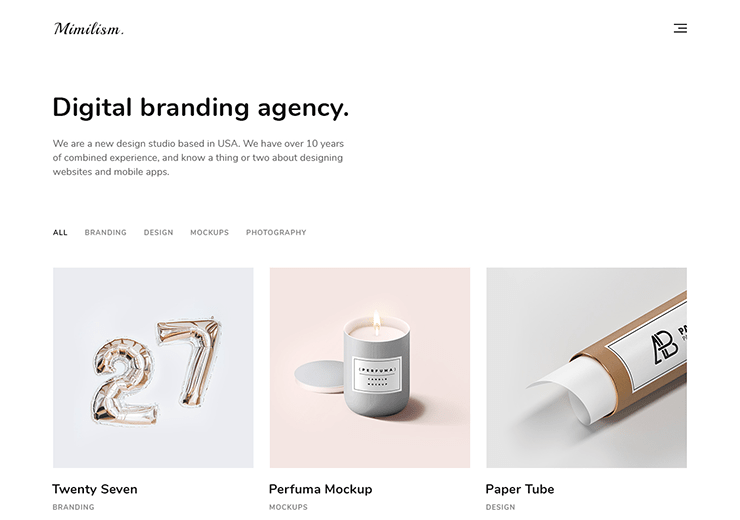 Mimilism.
Digital branding agency.
We are a new design studio based in USA. We have over 10 years
of combined experience, and know a thing or two about designing
websites and mobile apps.
ALL BRANDING DESIGN MOCKUPS PHOTOGRAPHY
27
{PERFUMA}
CANDLE
MOCKUP
Twenty Seven
BRANDING
Perfuma Mockup
MOCKUPS
Paper Tube
DESIGN